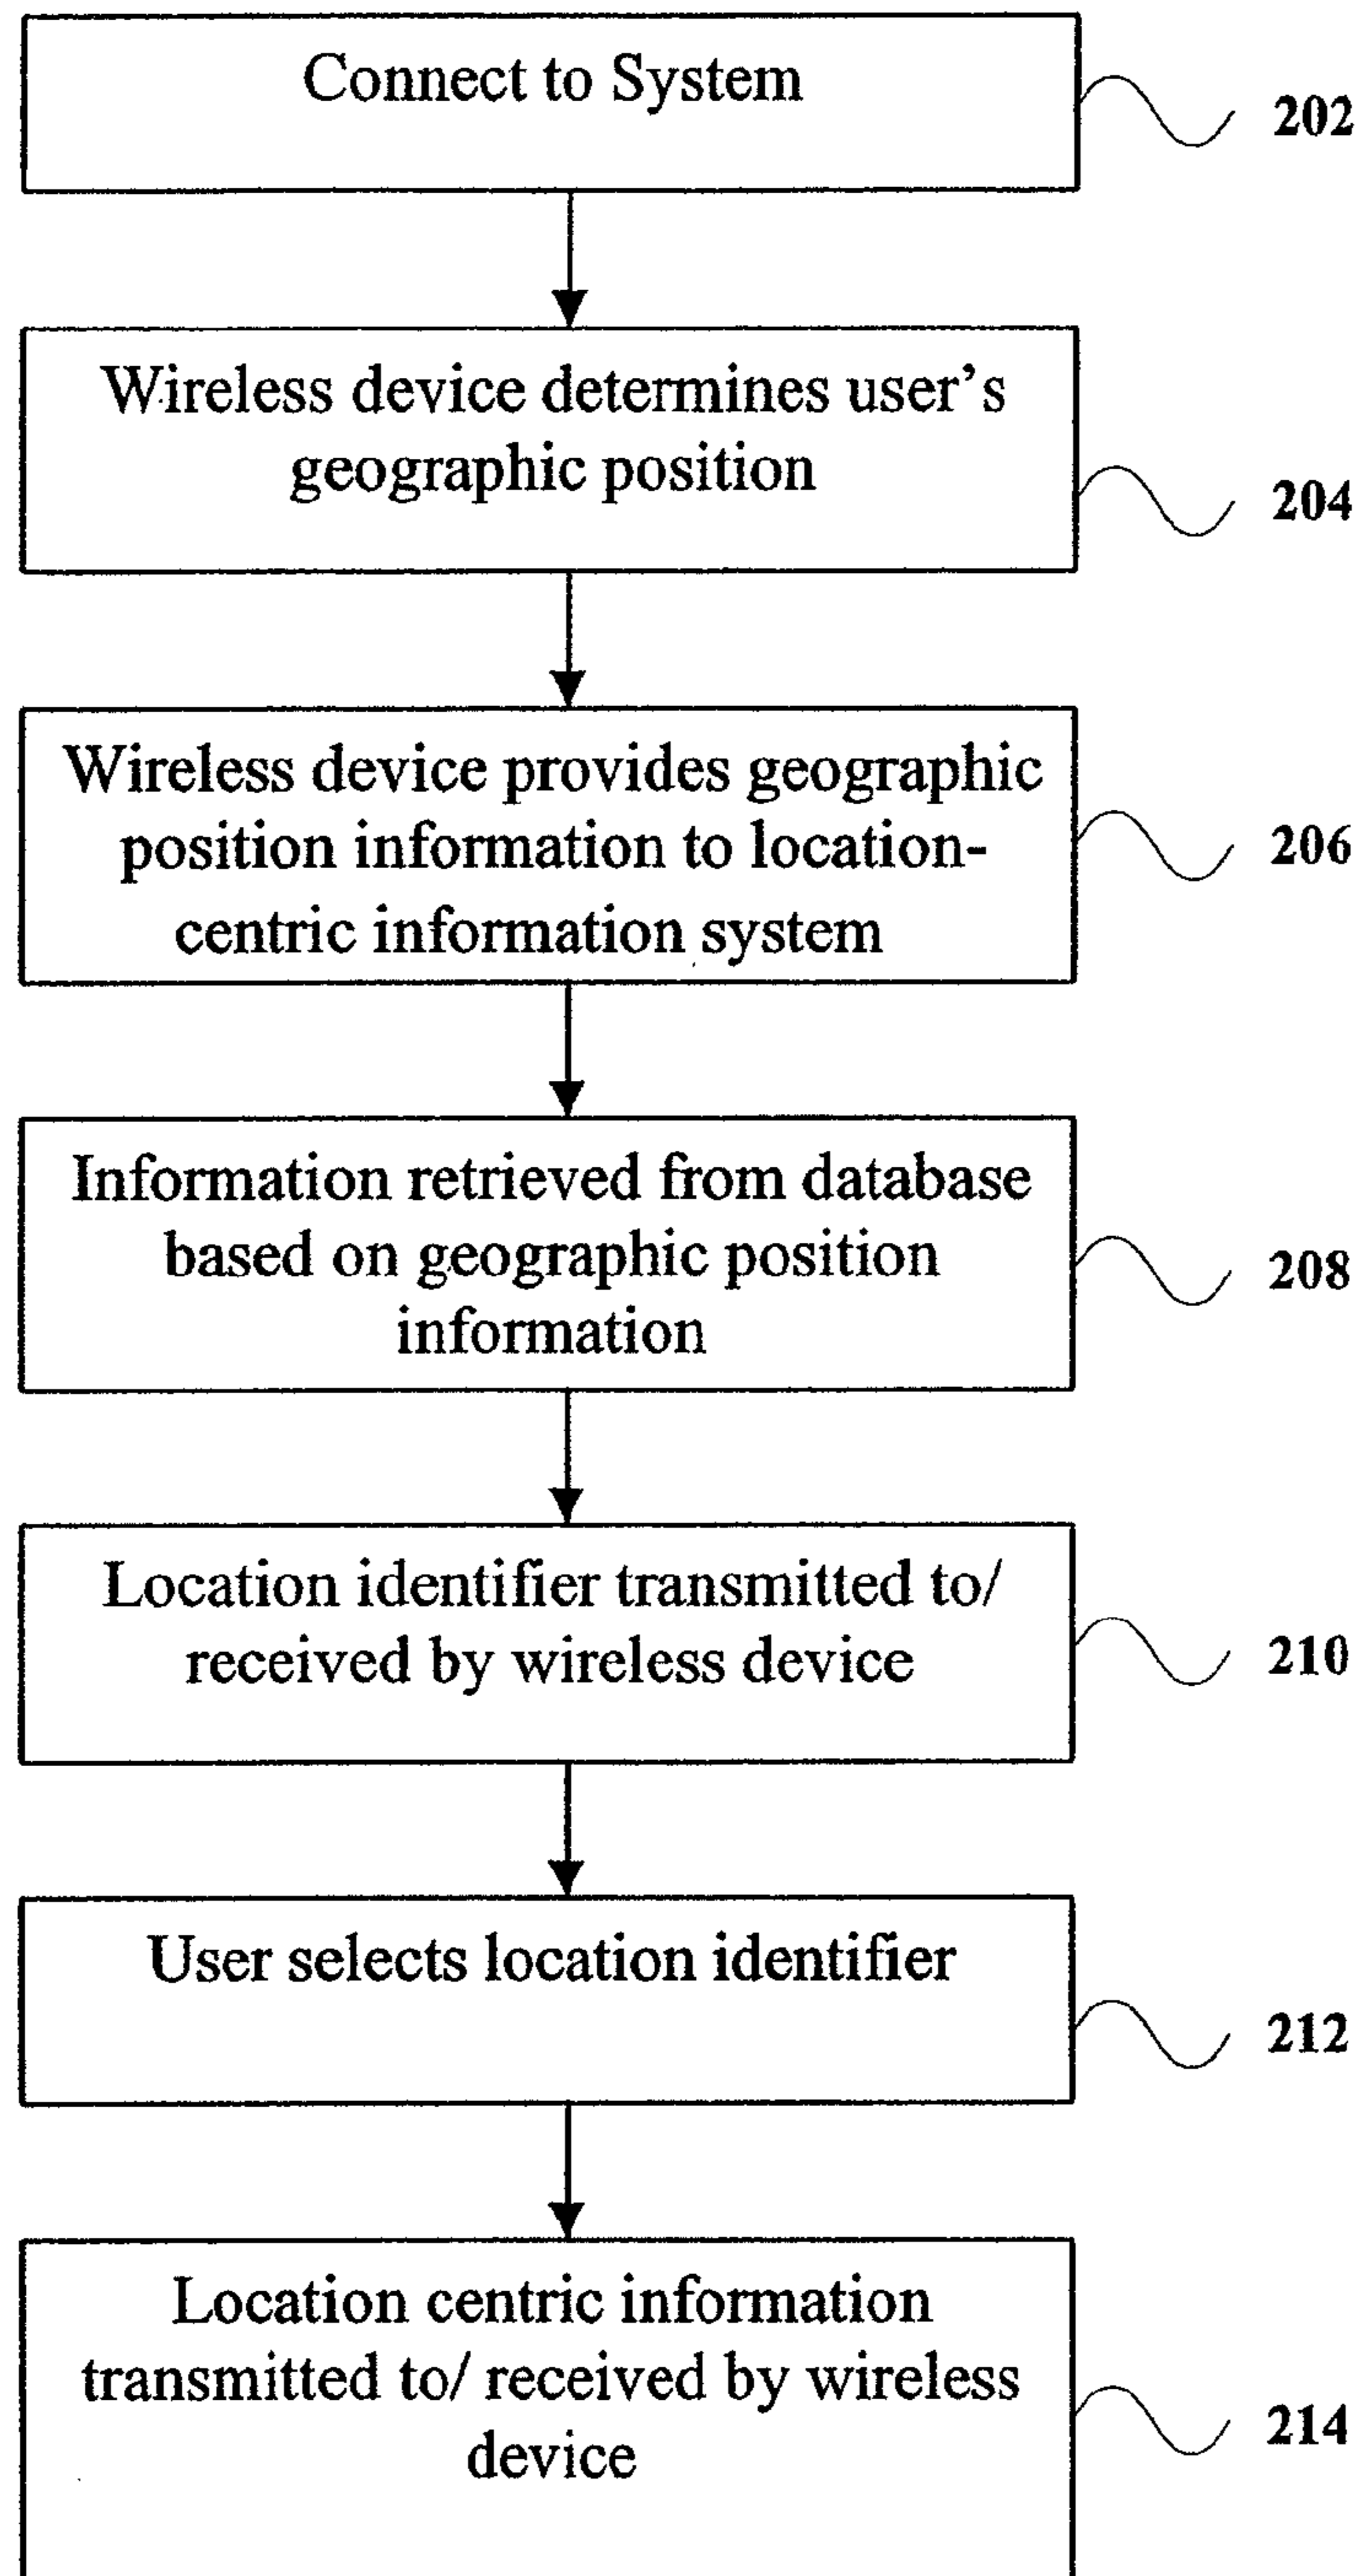 Connect to System
202
Wireless device determines user's
geographic position
204
Wireless device provides geographic
position information to location-
centric information system
206
Information retrieved from database
based on geographic position
information
208
Location identifier transmitted to/
received by wireless device
210
User selects location identifier
212
Location centric information
transmitted to/ received by wireless
device
214